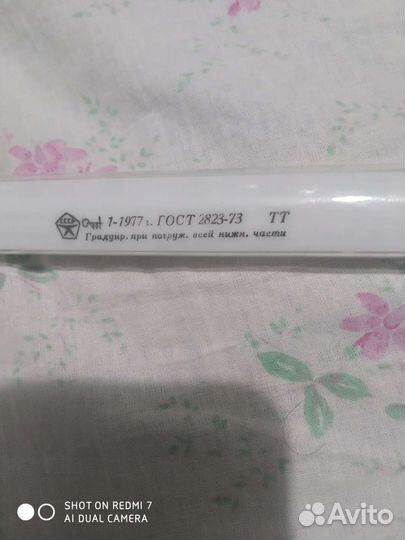 СССР 1-1977 г. ГОСТ 2823-73 ТТ
Градуир. при погруж. всей нижн. части
SHOT ON REDMI 7
AI DUAL CAMERA
Avito